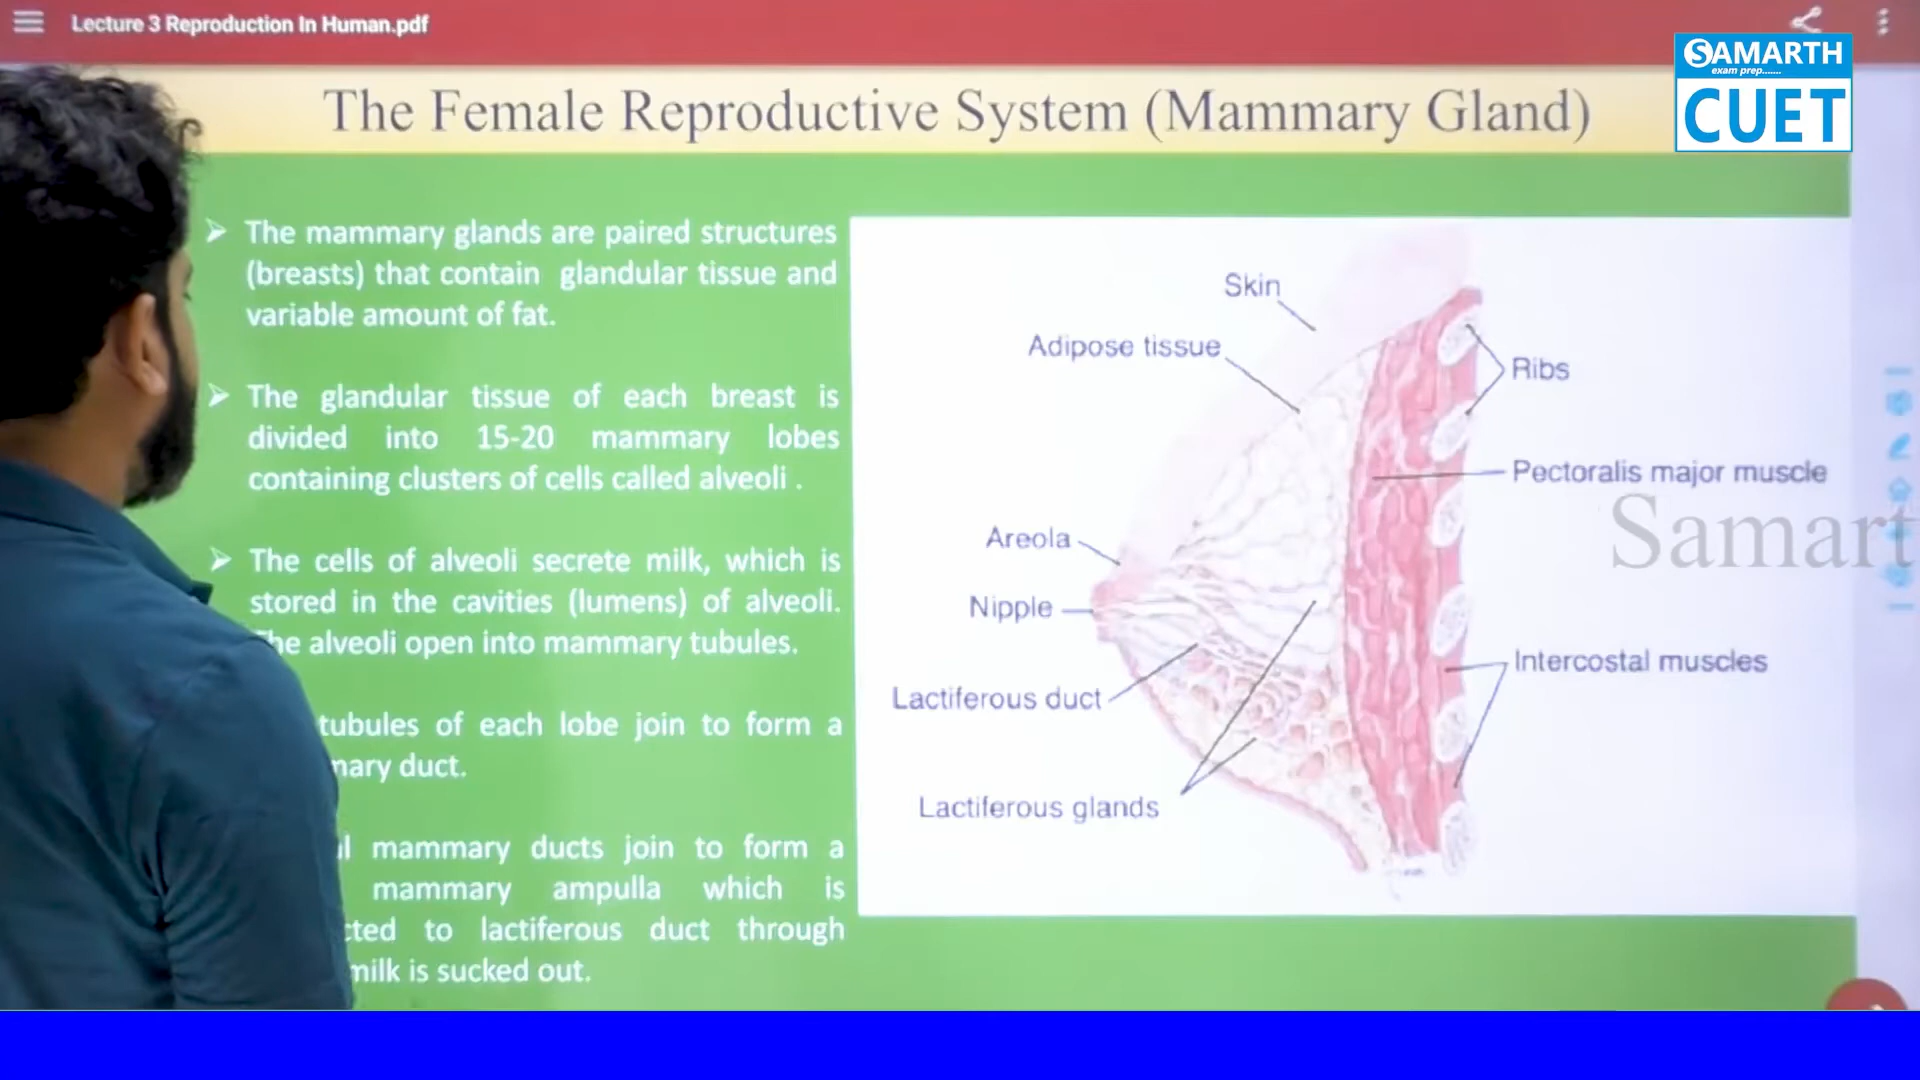 Lecture 3 Reproduction In Human.pdf
SAMARTH
exam prep.......
CUET
The Female Reproductive System (Mammary Gland)
The mammary glands are paired structures
(breasts) that contain glandular tissue and
variable amount of fat.
The glandular tissue of each breast is
divided into 15-20 mammary lobes
containing clusters of cells called alveoli .
The cells of alveoli secrete milk, which is
stored in the cavities (lumens) of alveoli.
alveoli open into mammary tubules.
tubules of each lobe join to form a
duct.
mammary ducts join to form a
mammary ampulla which is
to lactiferous duct through
milk is sucked out.
Skin
Adipose tissue
Ribs
Pectoralis major muscle
Areola
Nipple
Lactiferous duct
Intercostal muscles
Lactiferous glands
Samart